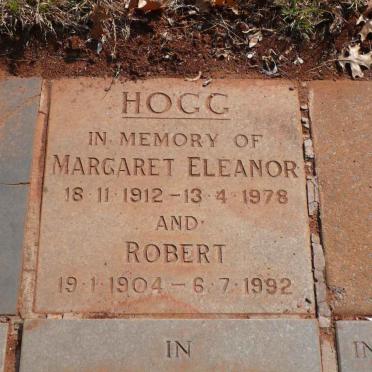 HOGG
IN MEMORY OF
MARGARET ELEANOR
18·11·1912 – 13·4·1978
AND
ROBERT
19·1·1904 – 6·7·1992
IN
IN